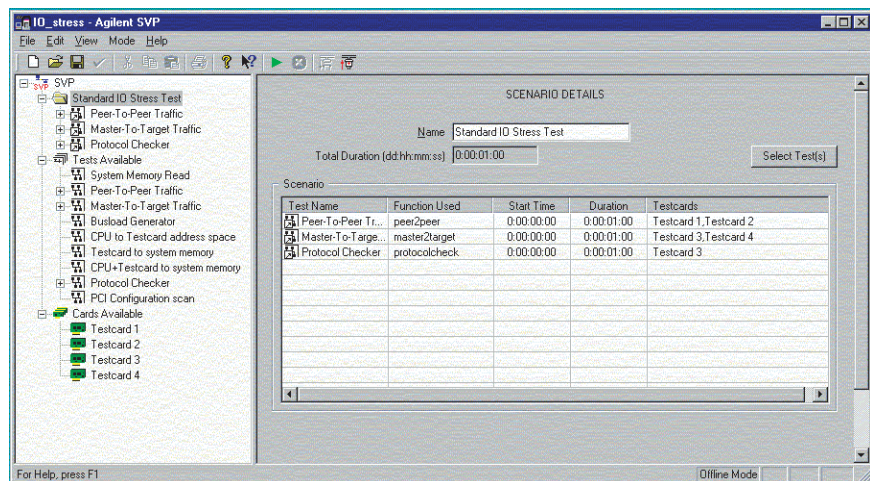 IO_stress - Agilent SVP
File Edit View Mode Help
SVP
Standard IO Stress Test
Peer-To-Peer Traffic
Master-To-Target Traffic
Protocol Checker
Tests Available
System Memory Read
Peer-To-Peer Traffic
Master-To-Target Traffic
Busload Generator
CPU to Testcard address space
Testcard to system memory
CPU+Testcard to system memory
Protocol Checker
PCI Configuration scan
Cards Available
Testcard 1
Testcard 2
Testcard 3
Testcard 4
SCENARIO DETAILS
Name Standard IO Stress Test
Total Duration (dd:hh:mm:ss) 0:00:01:00
Select Test(s)
Scenario
Test Name Function Used Start Time Duration Testcards
Peer-To-Peer Tr... peer2peer 0:00:00:00 0:00:01:00 Testcard 1,Testcard 2
Master-To-Targe... master2target 0:00:00:00 0:00:01:00 Testcard 3,Testcard 4
Protocol Checker protocolcheck 0:00:00:00 0:00:01:00 Testcard 3
For Help, press F1
Offline Mode